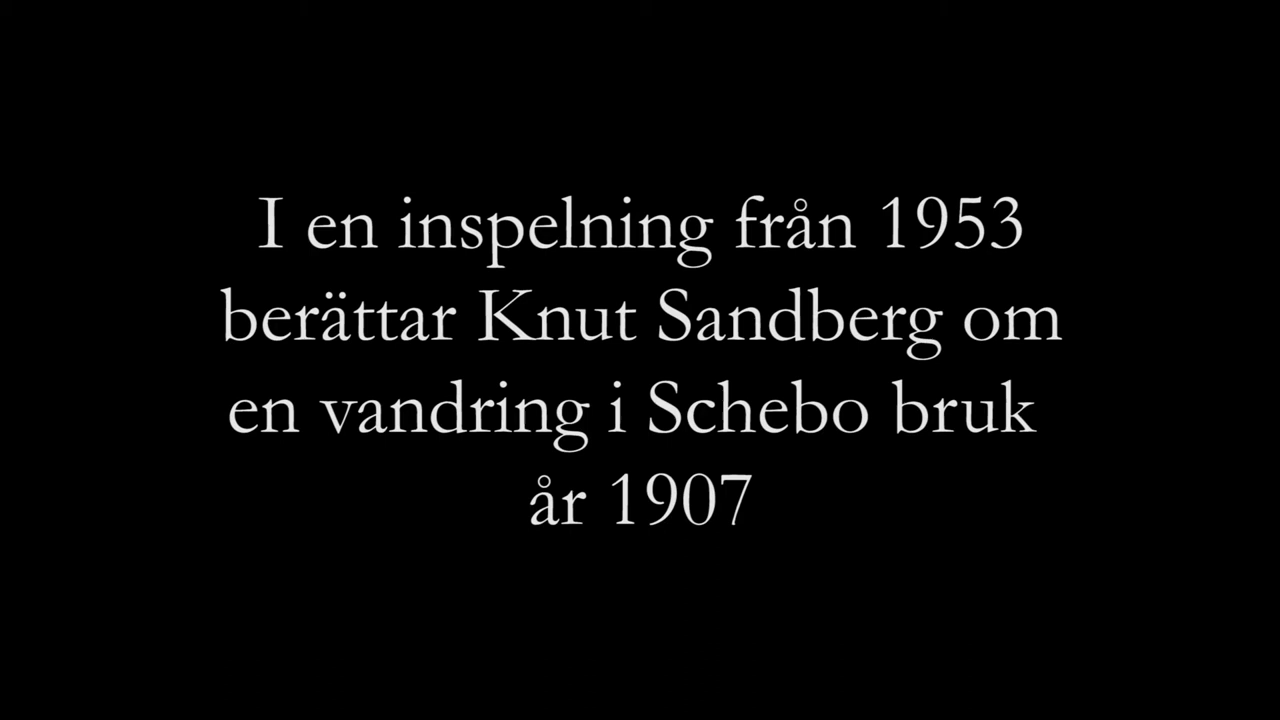 I en inspelning från 1953
berättar Knut Sandberg om
en vandring i Schebo bruk
år 1907